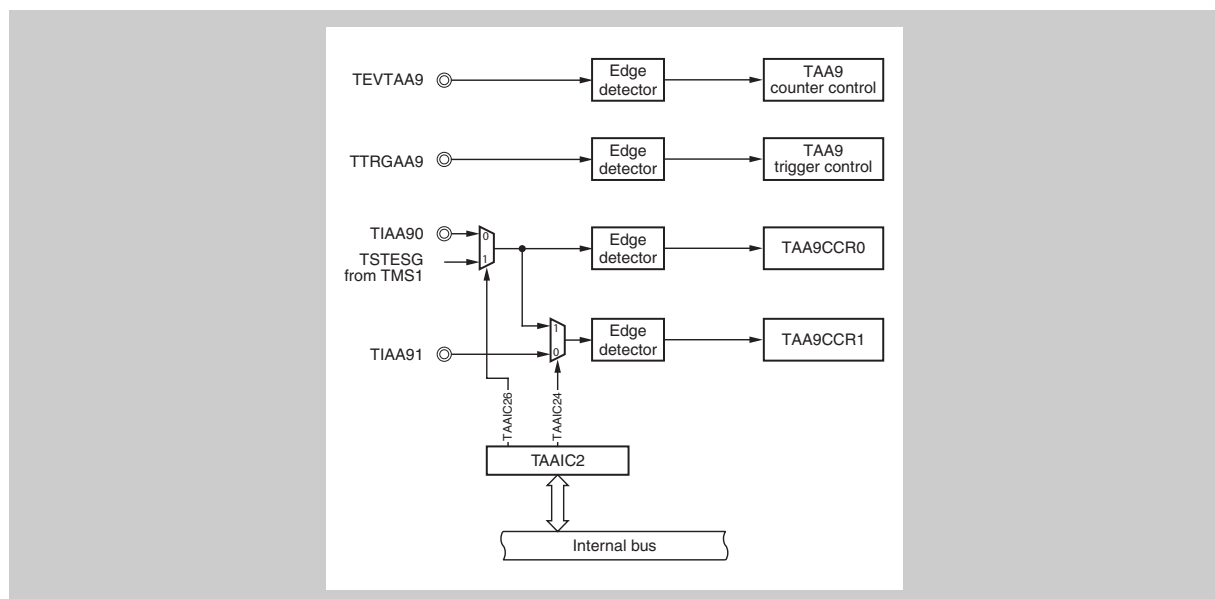 TEVTAA9
Edge
detector
TAA9
counter control
TTRGAA9
Edge
detector
TAA9
trigger control
TIAA90
0
TSTESG
from TMS1
1
Edge
detector
TAA9CCR0
TIAA91
1
0
Edge
detector
TAA9CCR1
TAAIC26
TAAIC24
TAAIC2
Internal bus